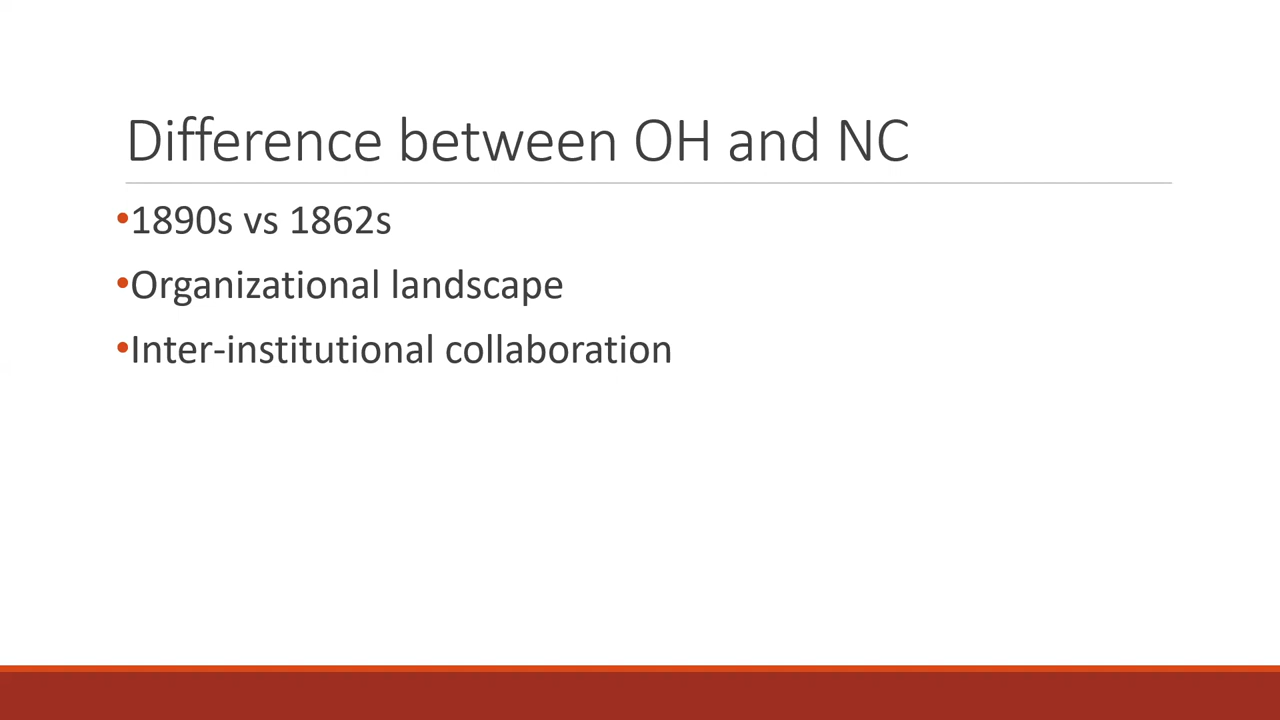 Difference between OH and NC
•1890s vs 1862s
•Organizational landscape
•Inter-institutional collaboration